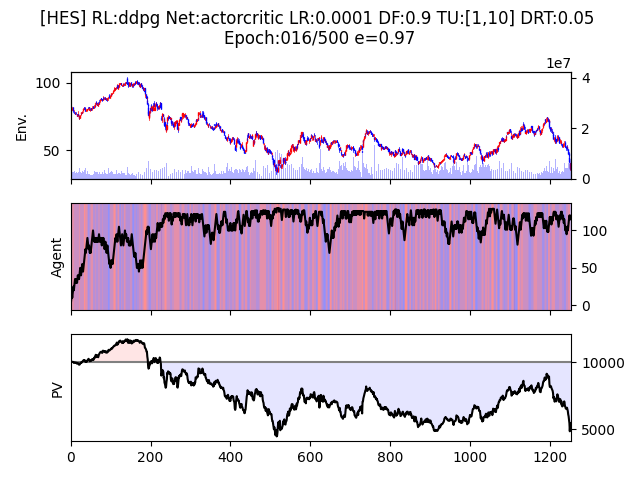 [HES] RL:ddpg Net:actorcritic LR:0.0001 DF:0.9 TU:[1,10] DRT:0.05
Epoch:016/500 e=0.97
1e7
100
50
Env.
4
2
0
Agent
100
50
0
PV
10000
5000
0 200 400 600 800 1000 1200